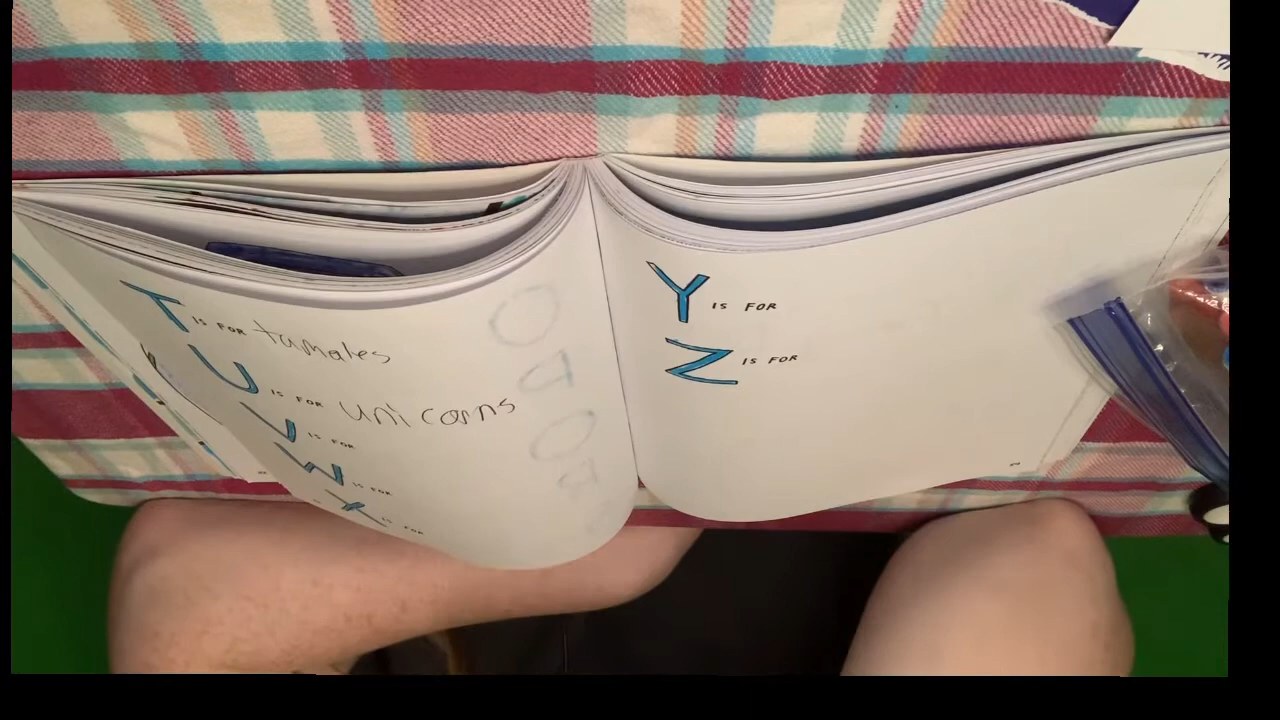 T IS FOR tamales
U IS FOR unicorns
V IS FOR
W IS FOR
X IS FOR
Y IS FOR
Z IS FOR